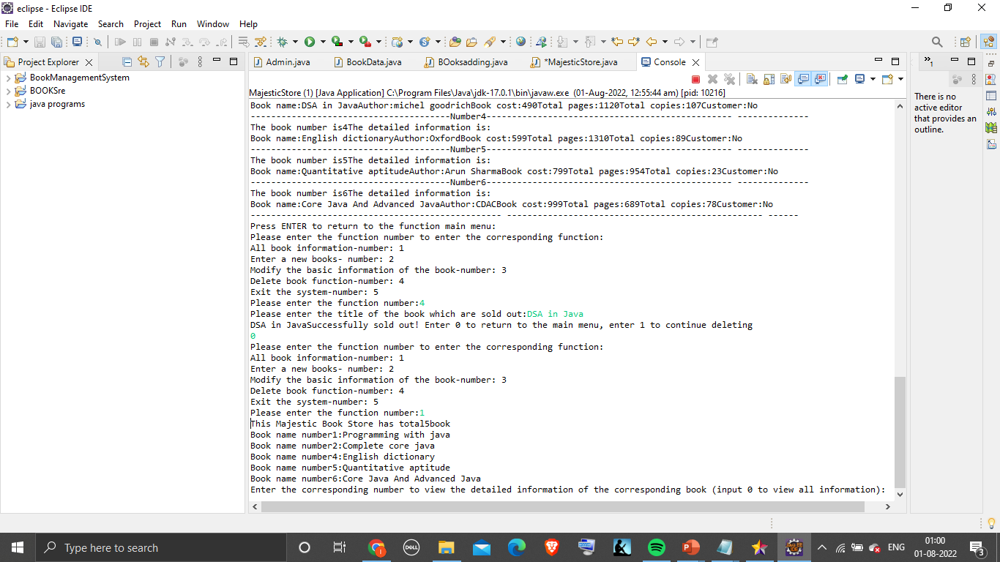 eclipse - Eclipse IDE
File Edit Navigate Search Project Run Window Help
Project Explorer
Admin.java BookData.java BOoksadding.java *MajesticStore.java Console
1
BookManagementSystem
BOOKSre
java programs
MajesticStore (1) [Java Application] C:\Program Files\Java\jdk-17.0.1\bin\javaw.exe (01-Aug-2022, 12:55:44 am) [pid: 10216]
Book name:DSA in JavaAuthor:michel goodrichBook cost:490Total pages:1120Total copies:107Customer:No
---------------------------------------Number4------------------------------------------------ --------------
The book number is4The detailed information is:
Book name:English dictionaryAuthor:OxfordBook cost:599Total pages:1310Total copies:89Customer:No
---------------------------------------Number5------------------------------------------------ --------------
The book number is5The detailed information is:
Book name:Quantitative aptitudeAuthor:Arun SharmaBook cost:799Total pages:954Total copies:23Customer:No
---------------------------------------Number6------------------------------------------------ --------------
The book number is6The detailed information is:
Book name:Core Java And Advanced JavaAuthor:CDACBook cost:999Total pages:689Total copies:78Customer:No
------------------------------------------------- -------------------------------------------------- ------
Press ENTER to return to the function main menu:
Please enter the function number to enter the corresponding function:
All book information-number: 1
Enter a new books- number: 2
Modify the basic information of the book-number: 3
Delete book function-number: 4
Exit the system-number: 5
Please enter the function number:4
Please enter the title of the book which are sold out:DSA in Java
DSA in JavaSuccessfully sold out! Enter 0 to return to the main menu, enter 1 to continue deleting
0
Please enter the function number to enter the corresponding function:
All book information-number: 1
Enter a new books- number: 2
Modify the basic information of the book-number: 3
Delete book function-number: 4
Exit the system-number: 5
Please enter the function number:1
This Majestic Book Store has total5book
Book name number1:Programming with java
Book name number2:Complete core java
Book name number4:English dictionary
Book name number5:Quantitative aptitude
Book name number6:Core Java And Advanced Java
Enter the corresponding number to view the detailed information of the corresponding book (input 0 to view all information):
There is no
active editor
that provides an
outline.
Type here to search
DELL
ENG
01:00
01-08-2022
3